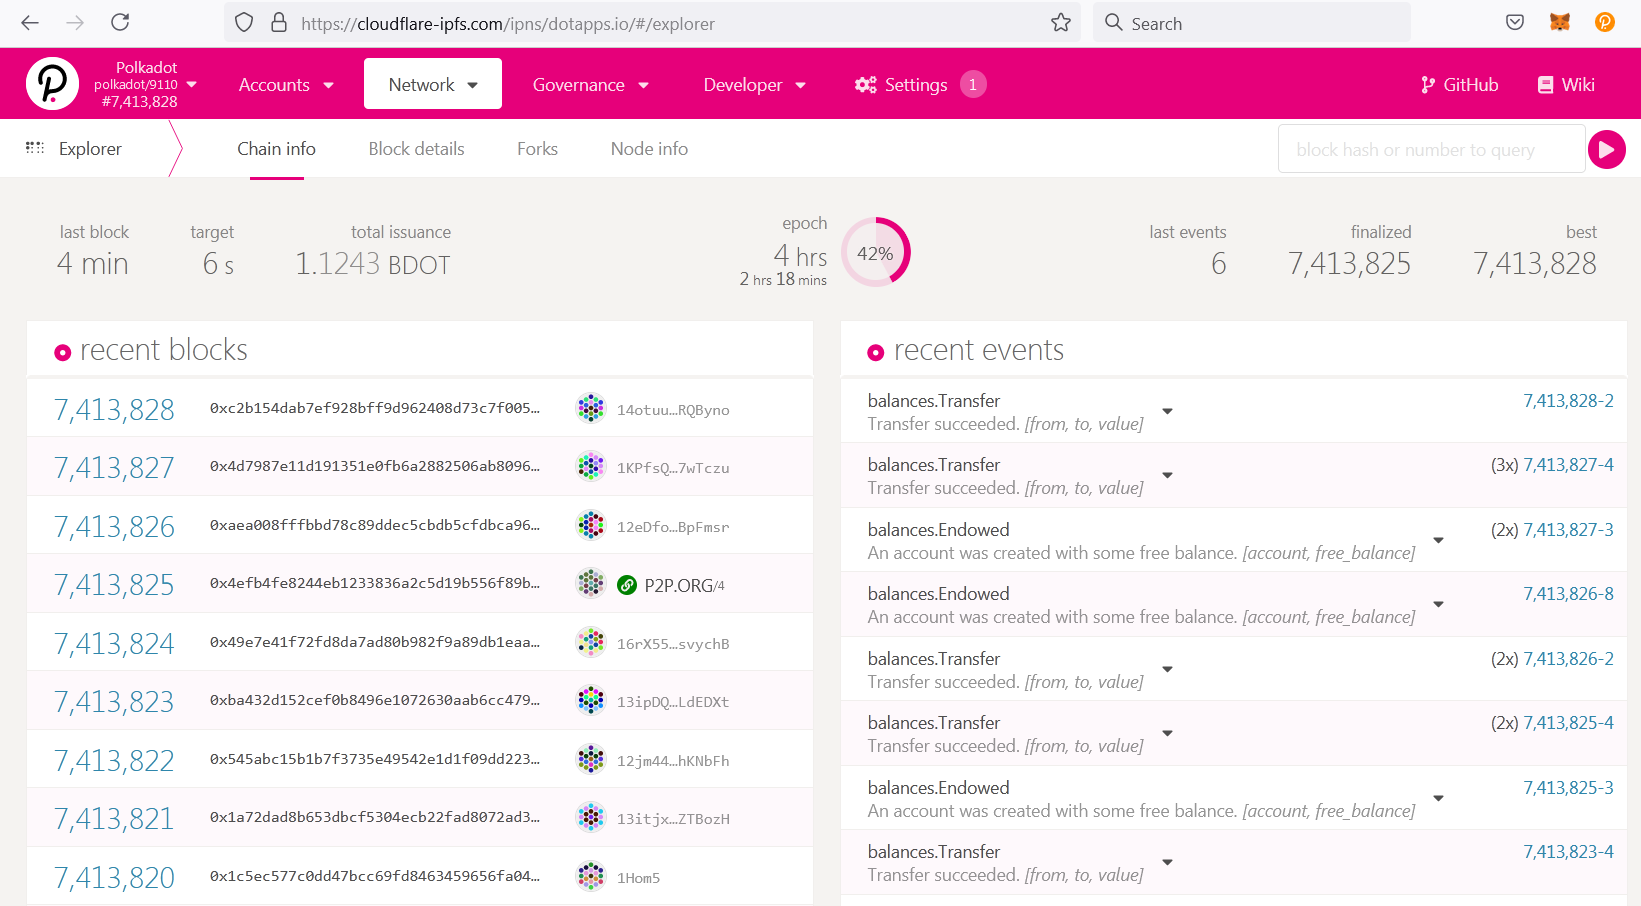 https://cloudflare-ipfs.com/ipns/dotapps.io/#/explorer
Search
Polkadot
polkadot/9110
#7,413,828
Accounts
Network
Governance
Developer
Settings 1
GitHub
Wiki
Explorer
Chain info
Block details
Forks
Node info
block hash or number to query
last block
4 min
target
6 s
total issuance
1.1243 BDOT
epoch
4 hrs
2 hrs 18 mins
42%
last events
6
finalized
7,413,825
best
7,413,828
recent blocks
7,413,828 0xc2b154dab7ef928bff9d962408d73c7f005… 14otuu…RQByno
7,413,827 0x4d7987e11d191351e0fb6a2882506ab8096… 1KPfsQ…7wTczu
7,413,826 0xaea008fffbbd78c89ddec5cbdb5cfdbca96… 12eDfo…BpFmsr
7,413,825 0x4efb4fe8244eb1233836a2c5d19b556f89b… P2P.ORG/4
7,413,824 0x49e7e41f72fd8da7ad80b982f9a89db1eaa… 16rX55…svychB
7,413,823 0xba432d152cef0b8496e1072630aab6cc479… 13ipDQ…LdEDXt
7,413,822 0x545abc15b1b7f3735e49542e1d1f09dd223… 12jm44…hKNbFh
7,413,821 0x1a72dad8b653dbcf5304ecb22fad8072ad3… 13itjx…ZTBozH
7,413,820 0x1c5ec577c0dd47bcc69fd8463459656fa04… 1Hom5
recent events
balances.Transfer 7,413,828-2
Transfer succeeded. [from, to, value]
balances.Transfer (3x) 7,413,827-4
Transfer succeeded. [from, to, value]
balances.Endowed (2x) 7,413,827-3
An account was created with some free balance. [account, free_balance]
balances.Endowed 7,413,826-8
An account was created with some free balance. [account, free_balance]
balances.Transfer (2x) 7,413,826-2
Transfer succeeded. [from, to, value]
balances.Transfer (2x) 7,413,825-4
Transfer succeeded. [from, to, value]
balances.Endowed 7,413,825-3
An account was created with some free balance. [account, free_balance]
balances.Transfer 7,413,823-4
Transfer succeeded. [from, to, value]